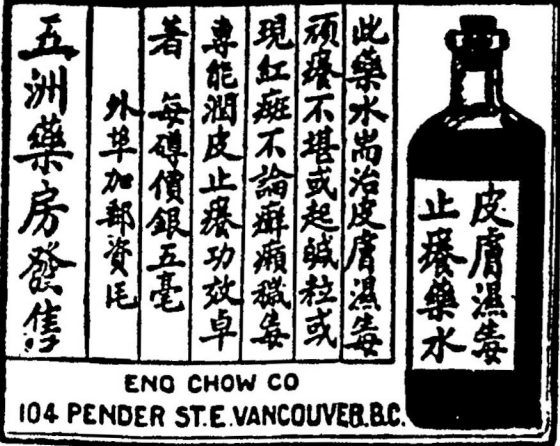 皮膚濕毒
止癢藥水
此藥水耑治皮膚濕毒
頑癢不堪或起鹹粒或
現紅斑不論癬癩穢毒
專能潤皮止癢功效卓
著 每樽價銀五毫
外埠加郵資
五洲藥房發售
ENG CHOW CO
104 PENDER ST.E. VANCOUVER.B.C.